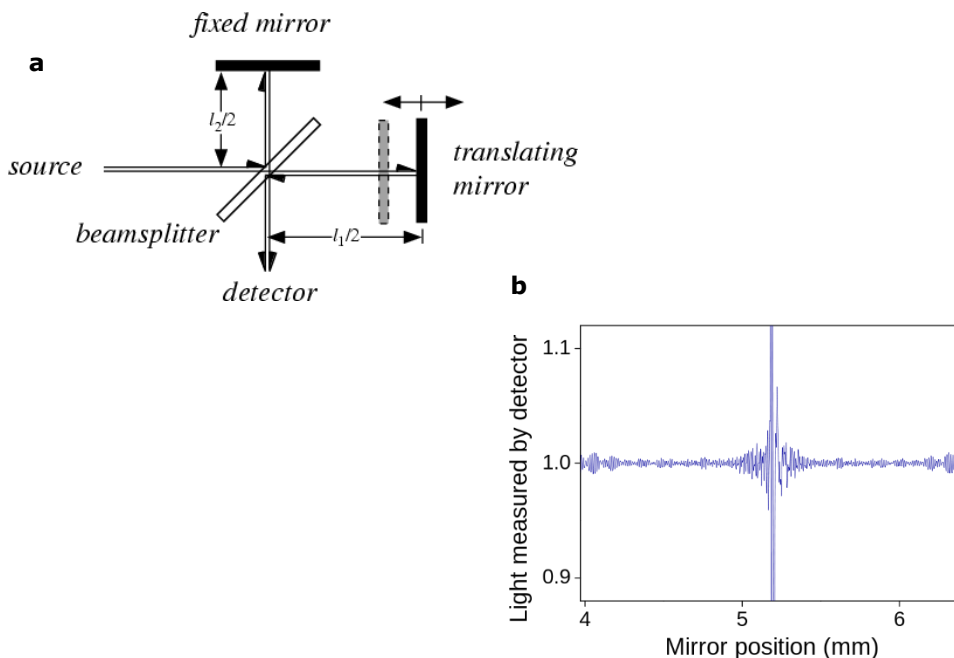 fixed mirror
a
l2/2
source
translating
mirror
beamsplitter
l1/2
detector
b
Light measured by detector
1.1
1.0
0.9
4
5
6
Mirror position (mm)